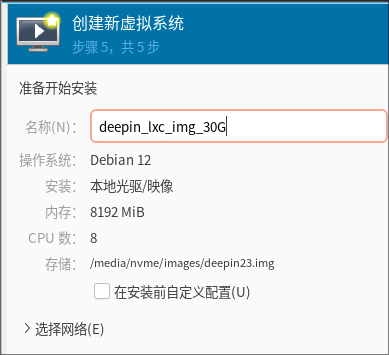 创建新虚拟系统
步骤 5，共 5 步
准备开始安装
名称(N)： deepin_lxc_img_30G
操作系统： Debian 12
安装： 本地光驱/映像
内存： 8192 MiB
CPU 数： 8
存储： /media/nvme/images/deepin23.img
在安装前自定义配置(U)
选择网络(E)